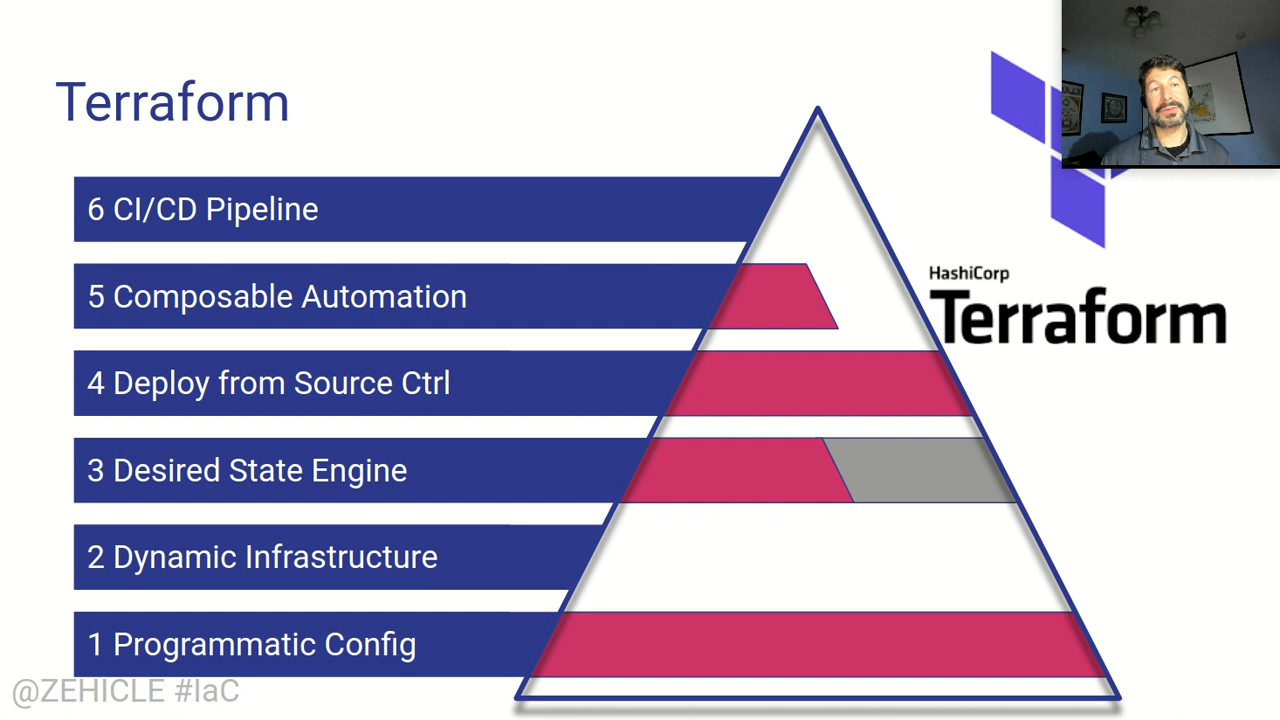 Terraform
6 CI/CD Pipeline
5 Composable Automation
4 Deploy from Source Ctrl
3 Desired State Engine
2 Dynamic Infrastructure
1 Programmatic Config
HashiCorp
Terraform
@ZEHICLE #IaC